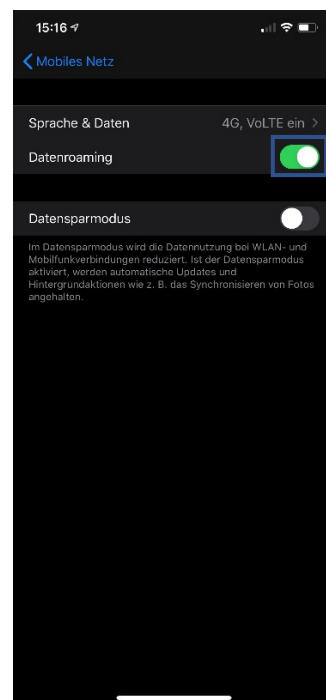 15:16
Mobiles Netz
Sprache & Daten 4G, VoLTE ein
Datenroaming
Datensparmodus
Im Datensparmodus wird die Datennutzung bei WLAN- und
Mobilfunkverbindungen reduziert. Ist der Datensparmodus
aktiviert, werden automatische Updates und
Hintergrundaktionen wie z. B. das Synchronisieren von Fotos
angehalten.